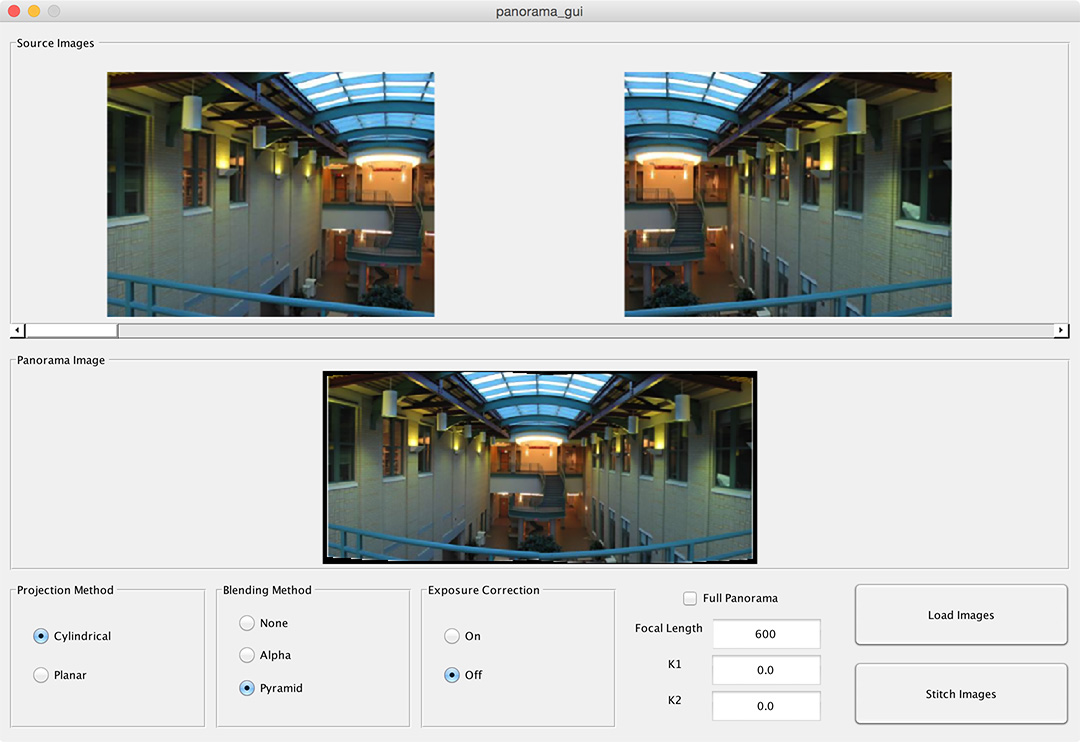 panorama_gui
Source Images
Panorama Image
Projection Method
Cylindrical
Planar
Blending Method
None
Alpha
Pyramid
Exposure Correction
On
Off
Full Panorama
Focal Length 600
K1 0.0
K2 0.0
Load Images
Stitch Images